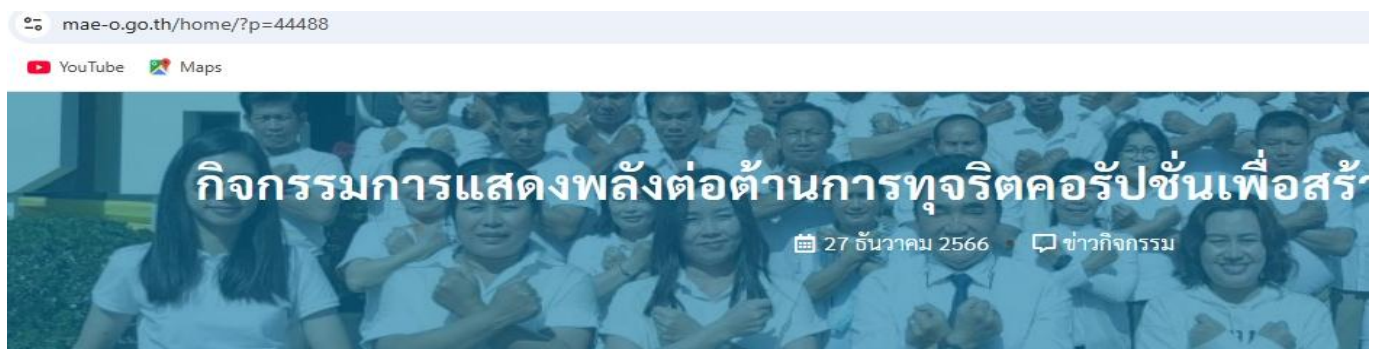 mae-o.go.th/home/?p=44488
YouTube Maps
กิจกรรมการแสดงพลังต่อต้านการทุจริตคอรัปชั่นเพื่อสร้า
27 ธันวาคม 2566 • ข่าวกิจกรรม